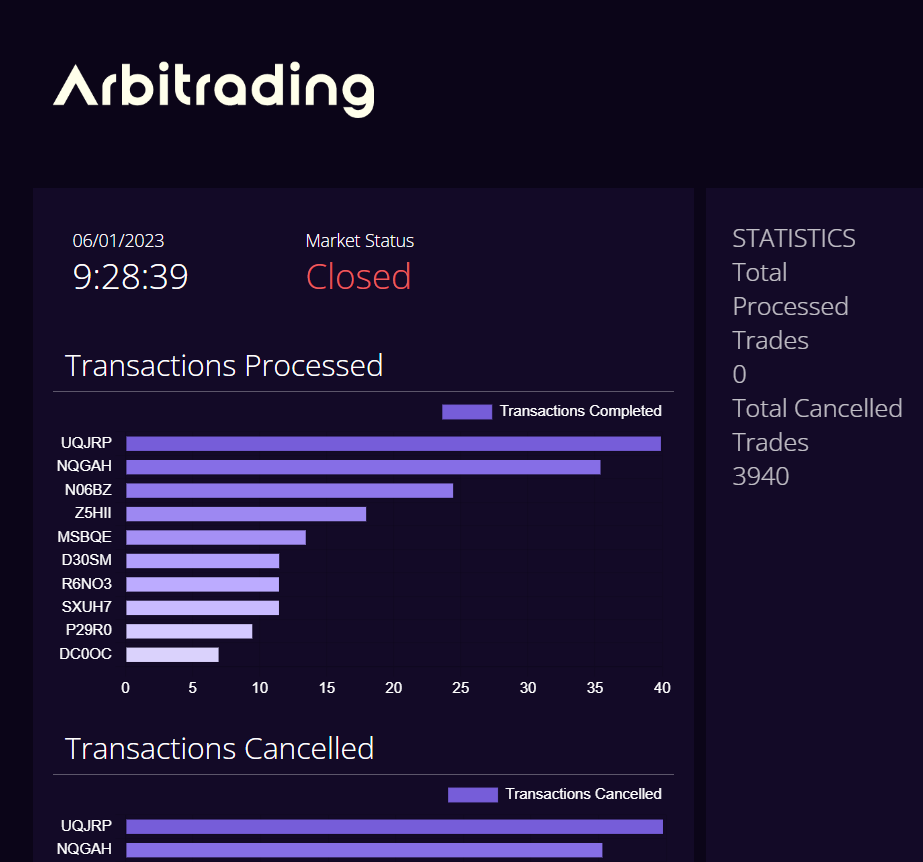 Arbitrading
06/01/2023
9:28:39
Market Status
Closed
Transactions Processed
Transactions Completed
UQJRP
NQGAH
N06BZ
Z5HII
MSBQE
D30SM
R6NO3
SXUH7
P29R0
DC0OC
0 5 10 15 20 25 30 35 40
Transactions Cancelled
Transactions Cancelled
UQJRP
NQGAH
STATISTICS
Total
Processed
Trades
0
Total Cancelled
Trades
3940